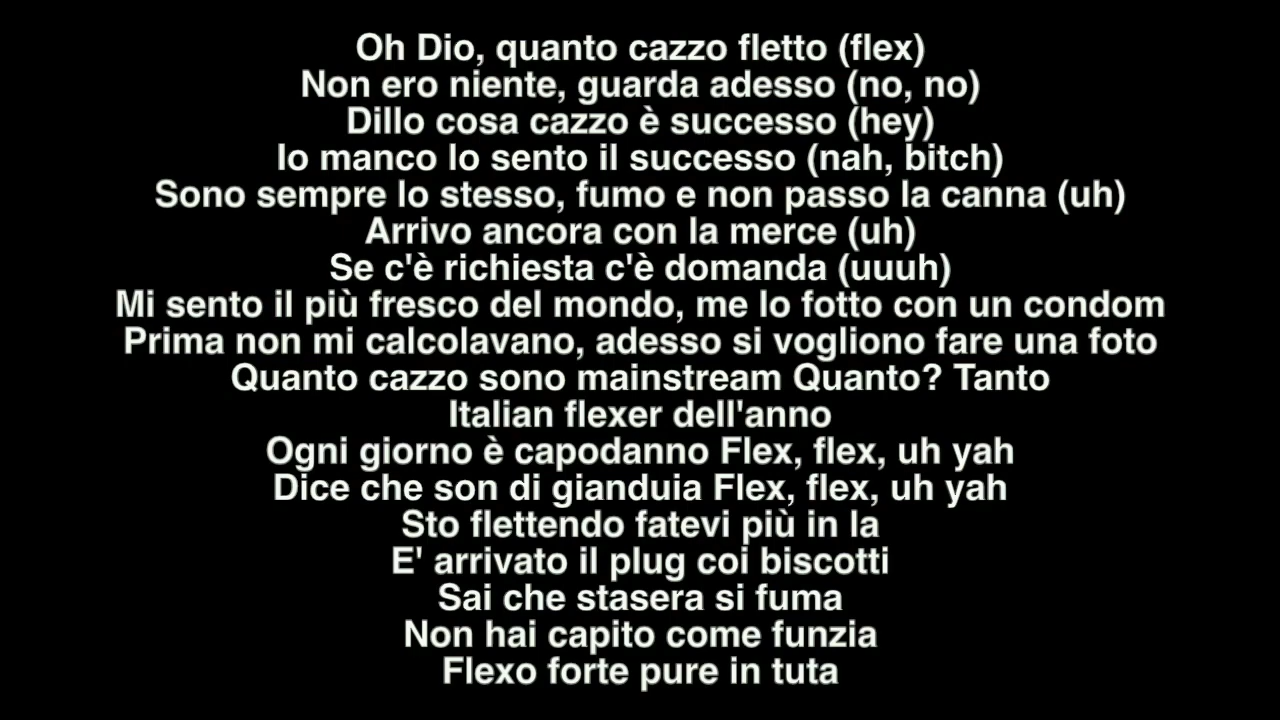 Oh Dio, quanto cazzo fletto (flex)
Non ero niente, guarda adesso (no, no)
Dillo cosa cazzo è successo (hey)
Io manco lo sento il successo (nah, bitch)
Sono sempre lo stesso, fumo e non passo la canna (uh)
Arrivo ancora con la merce (uh)
Se c'è richiesta c'è domanda (uuuh)
Mi sento il più fresco del mondo, me lo fotto con un condom
Prima non mi calcolavano, adesso si vogliono fare una foto
Quanto cazzo sono mainstream Quanto? Tanto
Italian flexer dell'anno
Ogni giorno è capodanno Flex, flex, uh yah
Dice che son di gianduia Flex, flex, uh yah
Sto flettendo fatevi più in la
E' arrivato il plug coi biscotti
Sai che stasera si fuma
Non hai capito come funzia
Flexo forte pure in tuta